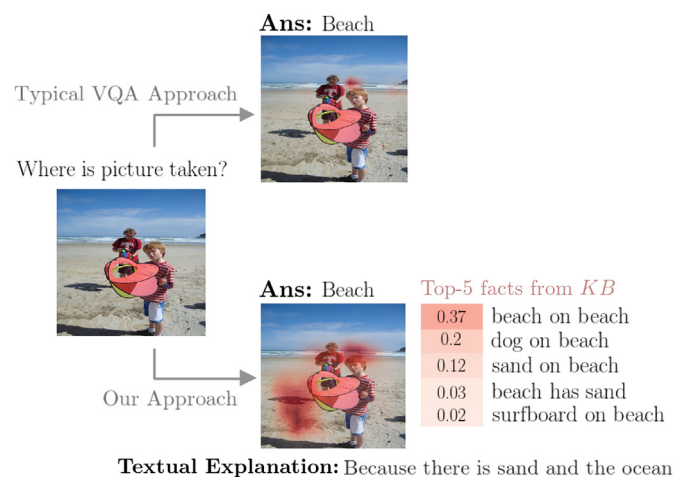 Ans: Beach
Typical VQA Approach
Where is picture taken?
Ans: Beach
Top-5 facts from KB
0.37 beach on beach
0.2 dog on beach
0.12 sand on beach
0.03 beach has sand
0.02 surfboard on beach
Our Approach
Textual Explanation: Because there is sand and the ocean